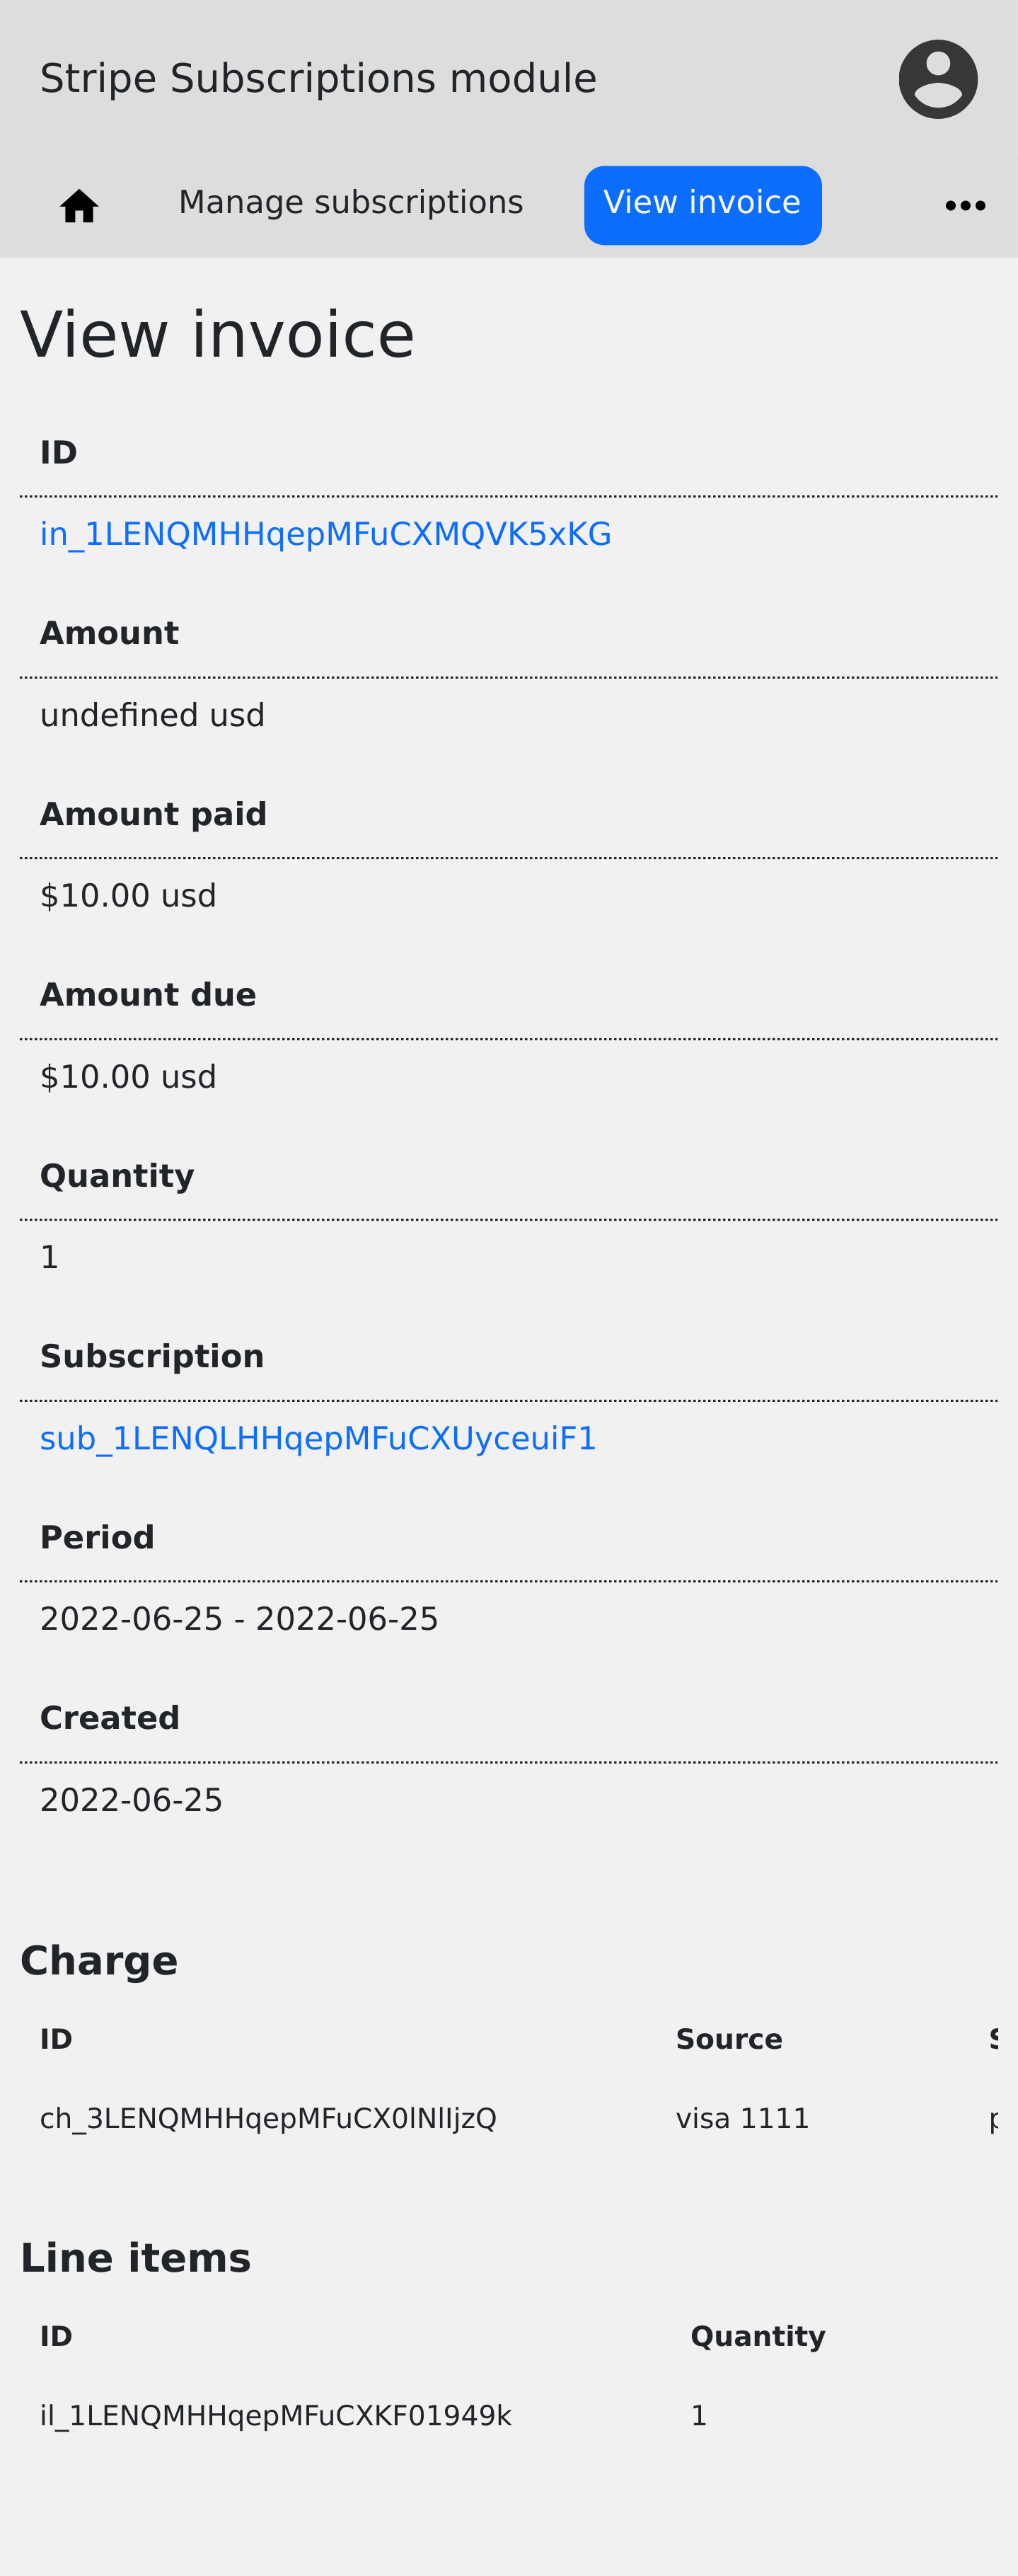 Stripe Subscriptions module
Manage subscriptions View invoice
View invoice
ID
in_1LENQMHHqepMFuCXMQVK5xKG
Amount
undefined usd
Amount paid
$10.00 usd
Amount due
$10.00 usd
Quantity
1
Subscription
sub_1LENQLHHqepMFuCXUyceuiF1
Period
2022-06-25 - 2022-06-25
Created
2022-06-25
Charge
ID Source
ch_3LENQMHHqepMFuCX0lNlIjzQ visa 1111
Line items
ID Quantity
il_1LENQMHHqepMFuCXKF01949k 1